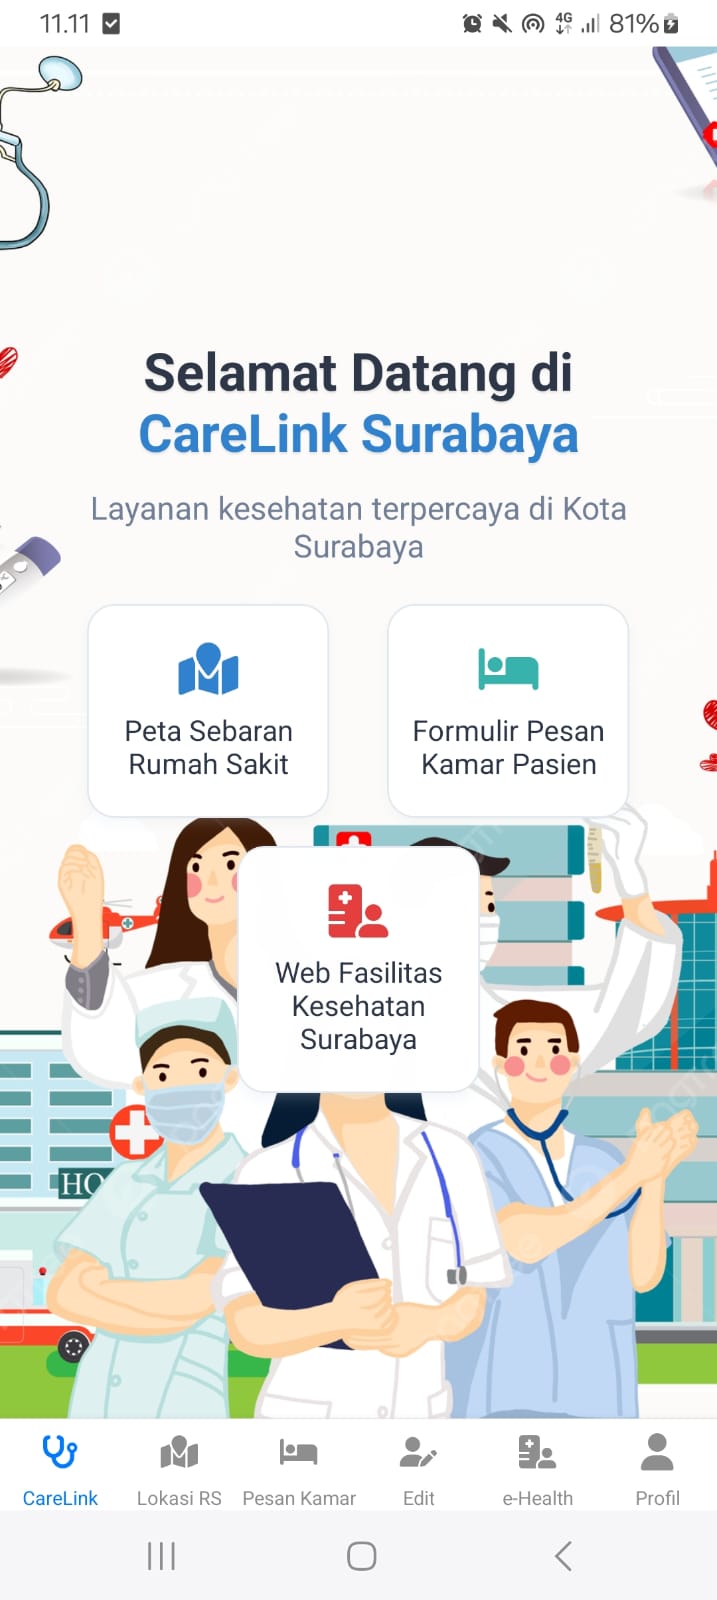 11.11
4G
81%
Selamat Datang di
CareLink Surabaya
Layanan kesehatan terpercaya di Kota
Surabaya
Peta Sebaran
Rumah Sakit
Formulir Pesan
Kamar Pasien
Web Fasilitas
Kesehatan
Surabaya
HO
CareLink
Lokasi RS
Pesan Kamar
Edit
e-Health
Profil